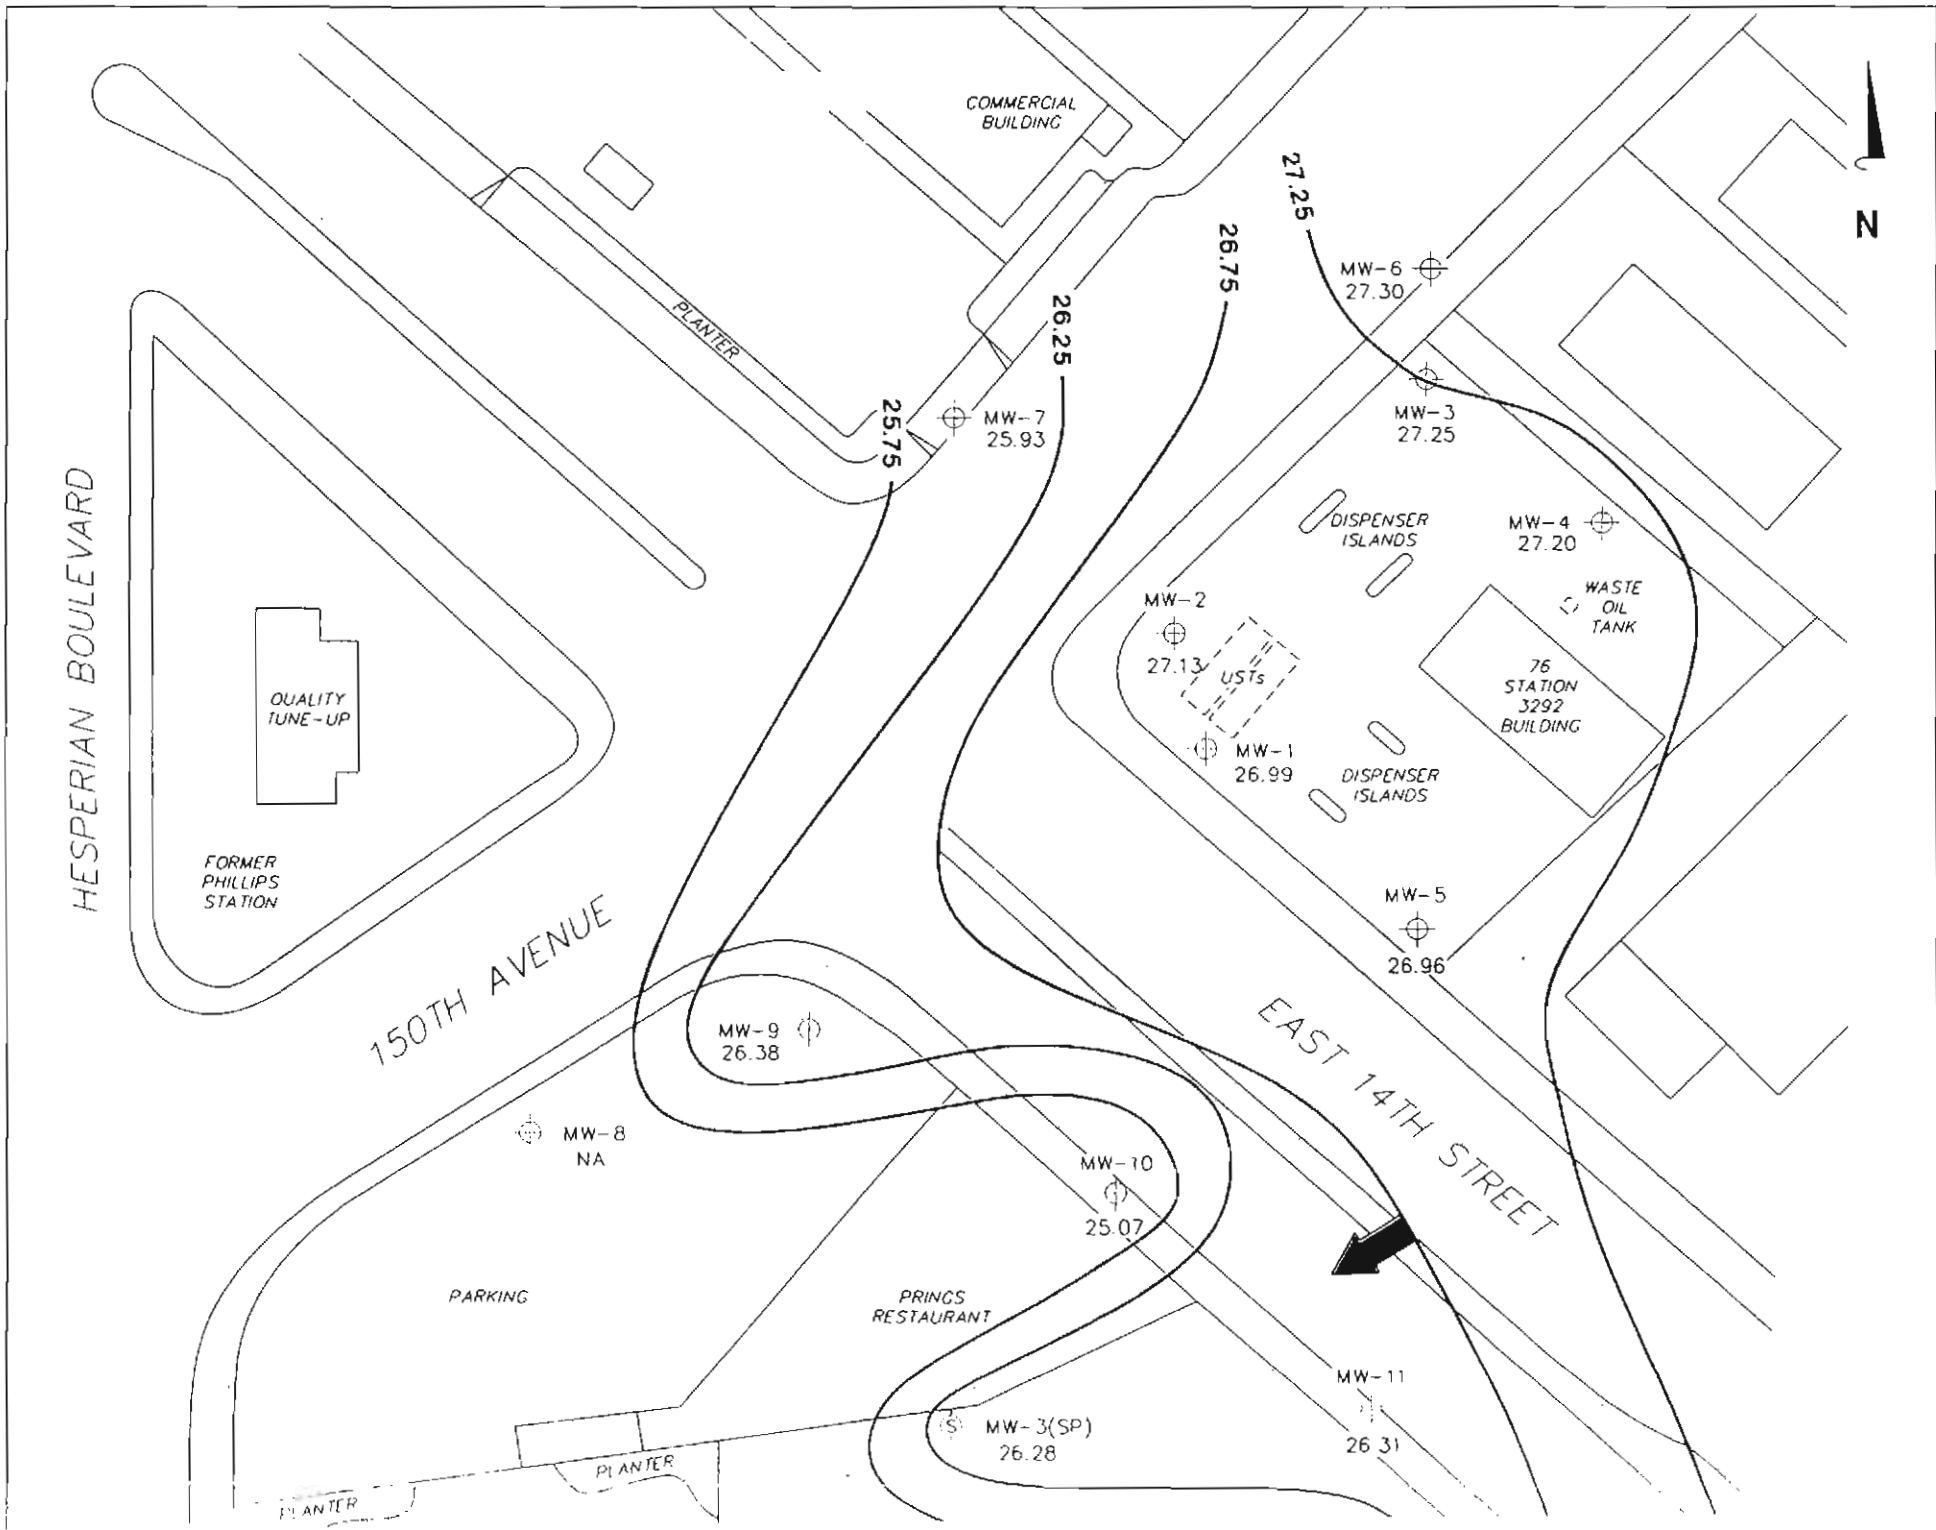 COMMERCIAL
BUILDING
27.25
26.75
N
MW-6
27.30
26.25
PLANTER
MW-3
27.25
25.75
MW-7
25.93
DISPENSER
ISLANDS
MW-4
27.20
HESPERIAN BOULEVARD
WASTE
OIL
TANK
MW-2
27.13
USTs
76
STATION
3292
BUILDING
QUALITY
TUNE-UP
MW-1
26.99
DISPENSER
ISLANDS
FORMER
PHILLIPS
STATION
MW-5
26.96
150TH AVENUE
MW-9
26.38
EAST 14TH STREET
MW-8
NA
MW-10
25.07
PARKING
PRINGS
RESTAURANT
MW-11
26.31
S
MW-3(SP)
26.28
PLANTER
PLANTER